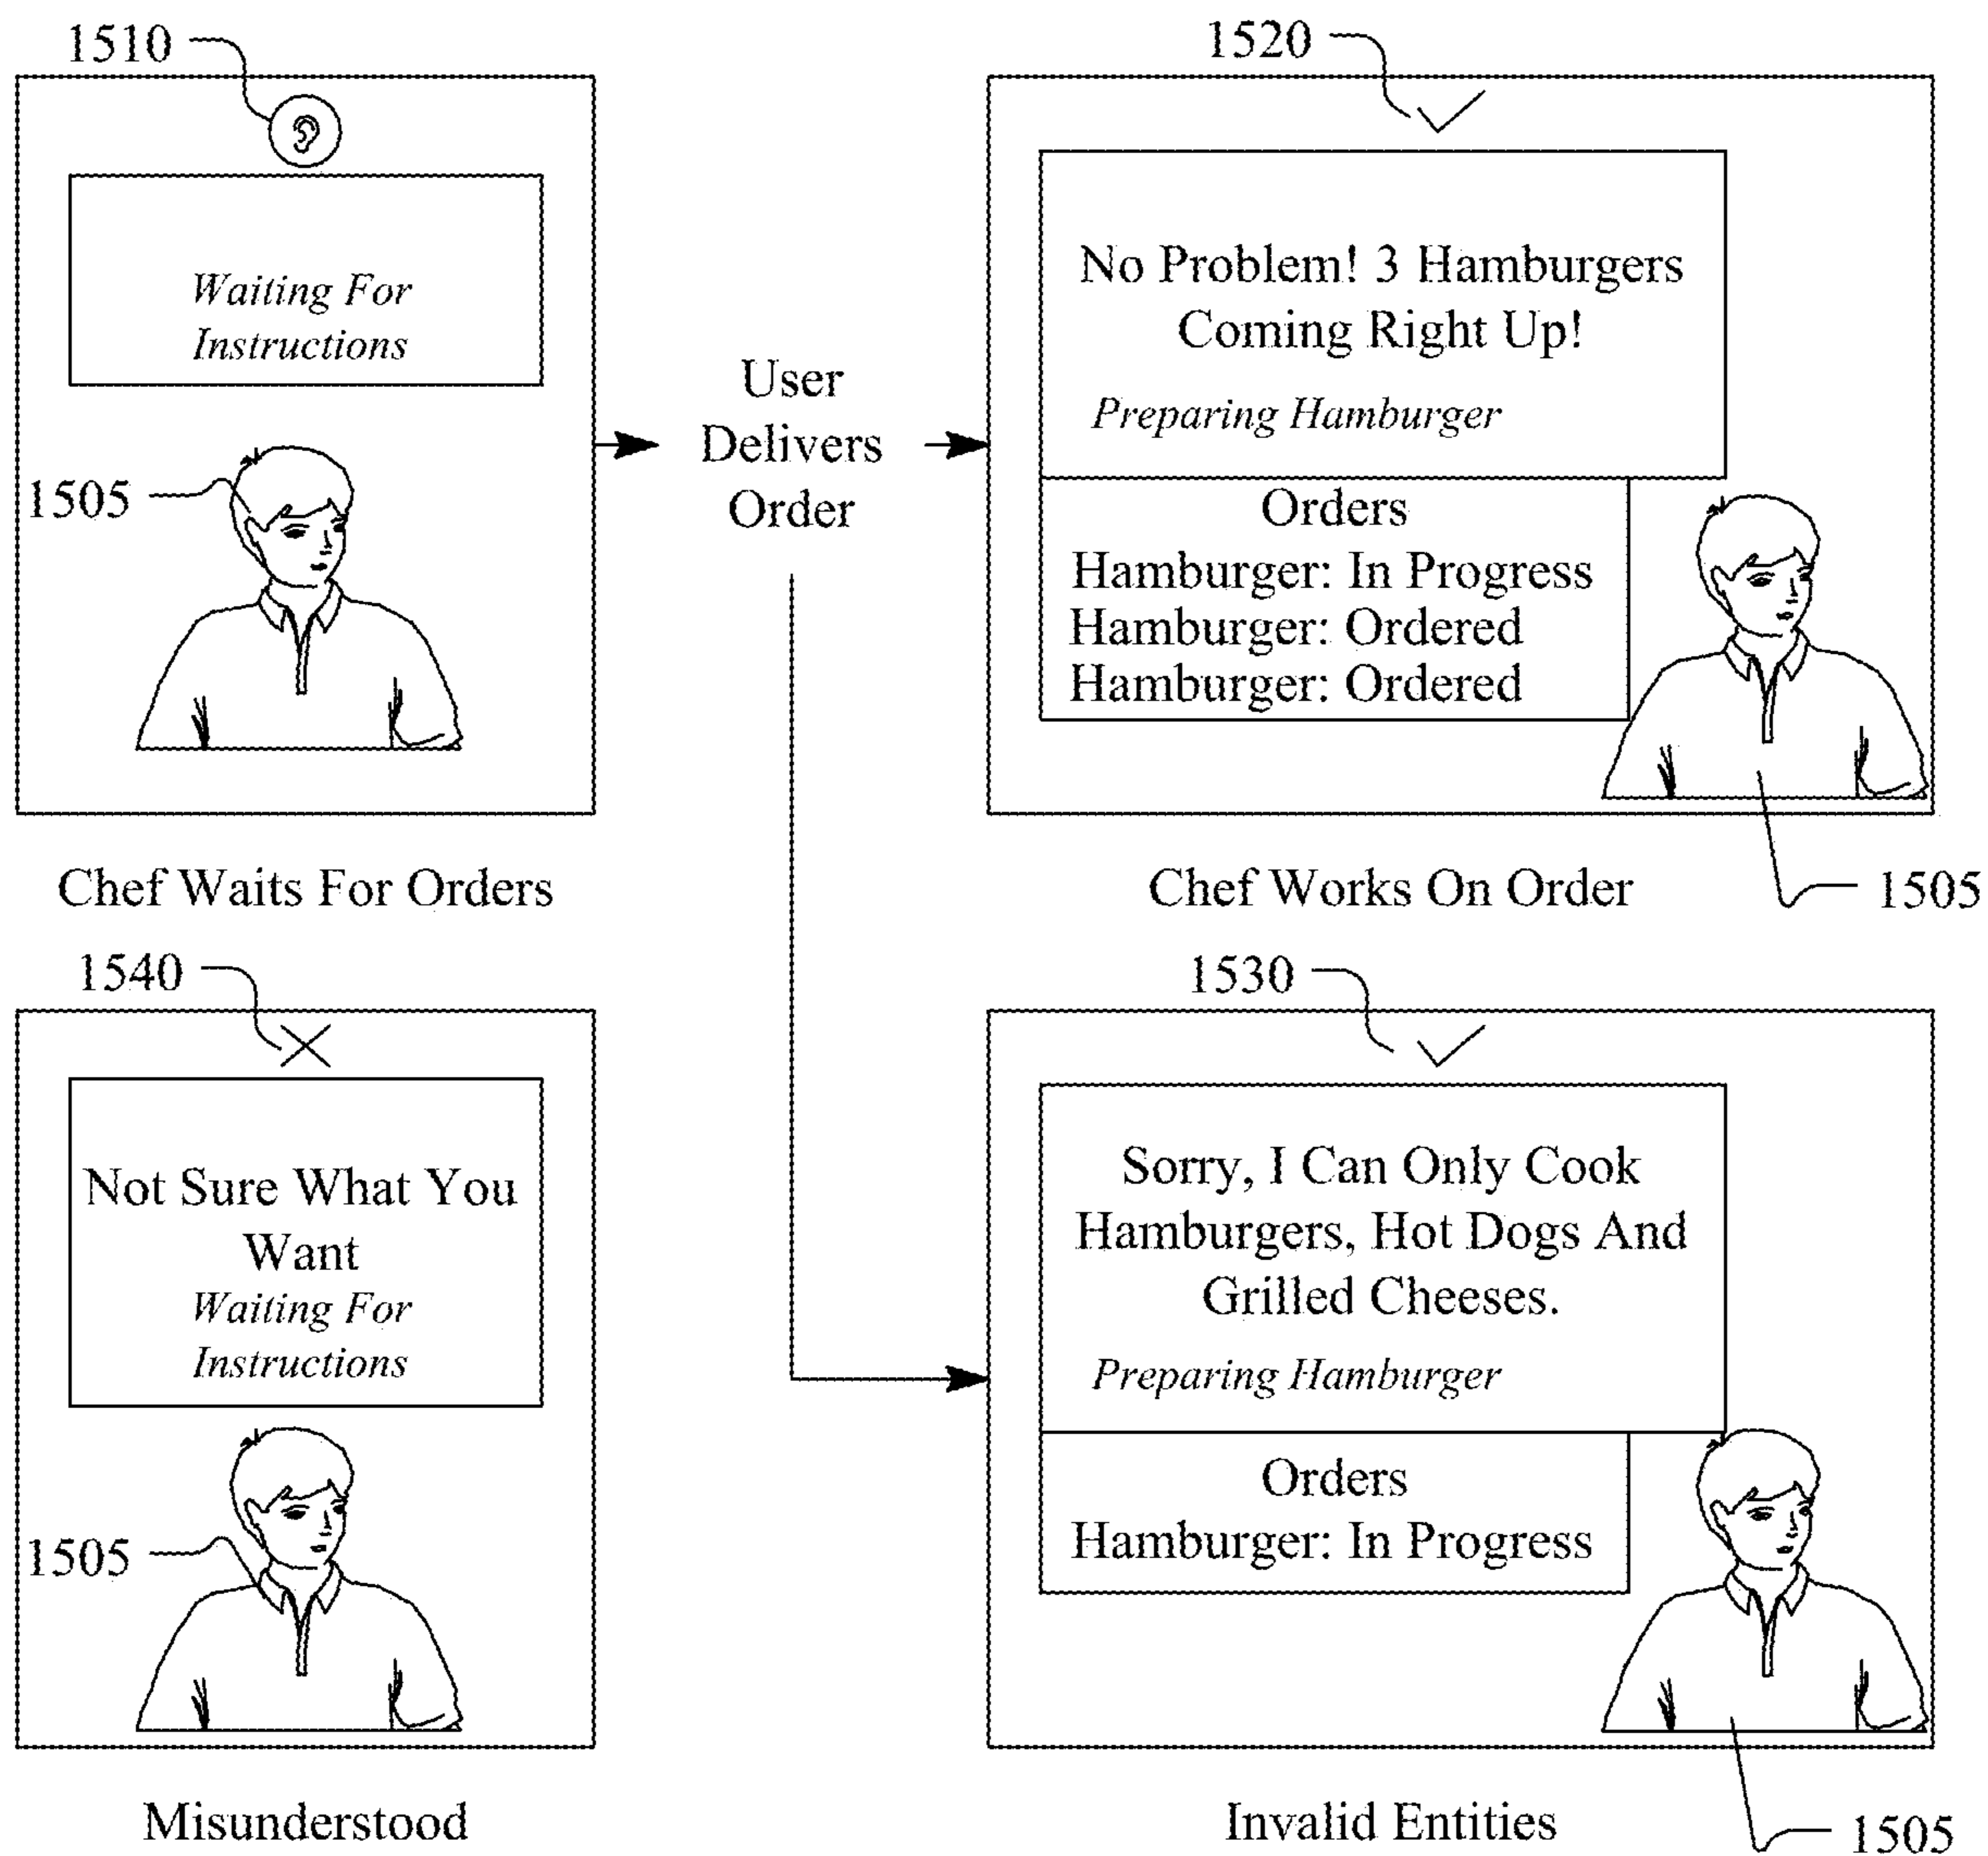 1510
Waiting For
Instructions
1505
Chef Waits For Orders
User
Delivers
Order
1520
No Problem! 3 Hamburgers
Coming Right Up!
Preparing Hamburger
Orders
Hamburger: In Progress
Hamburger: Ordered
Hamburger: Ordered
1505
Chef Works On Order
1540
Not Sure What You
Want
Waiting For
Instructions
1505
Misunderstood
1530
Sorry, I Can Only Cook
Hamburgers, Hot Dogs And
Grilled Cheeses.
Preparing Hamburger
Orders
Hamburger: In Progress
1505
Invalid Entities